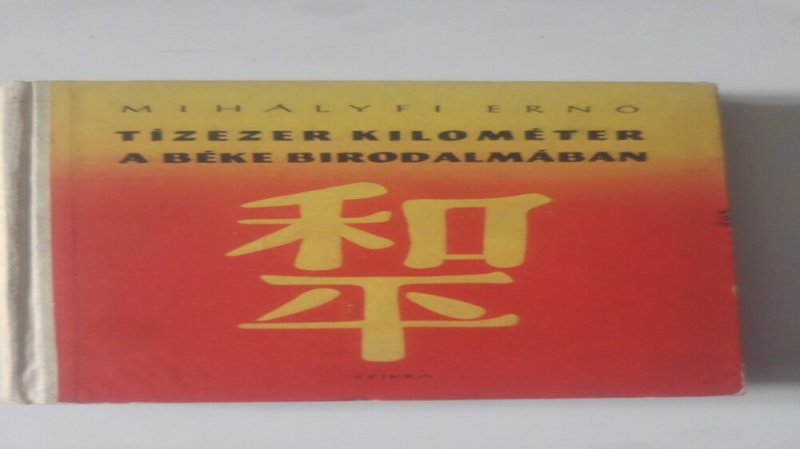 MIHÁLYFI ERNŐ
TÍZEZER KILOMÉTER
A BÉKE BIRODALMÁBAN
和
平
SZIKRA